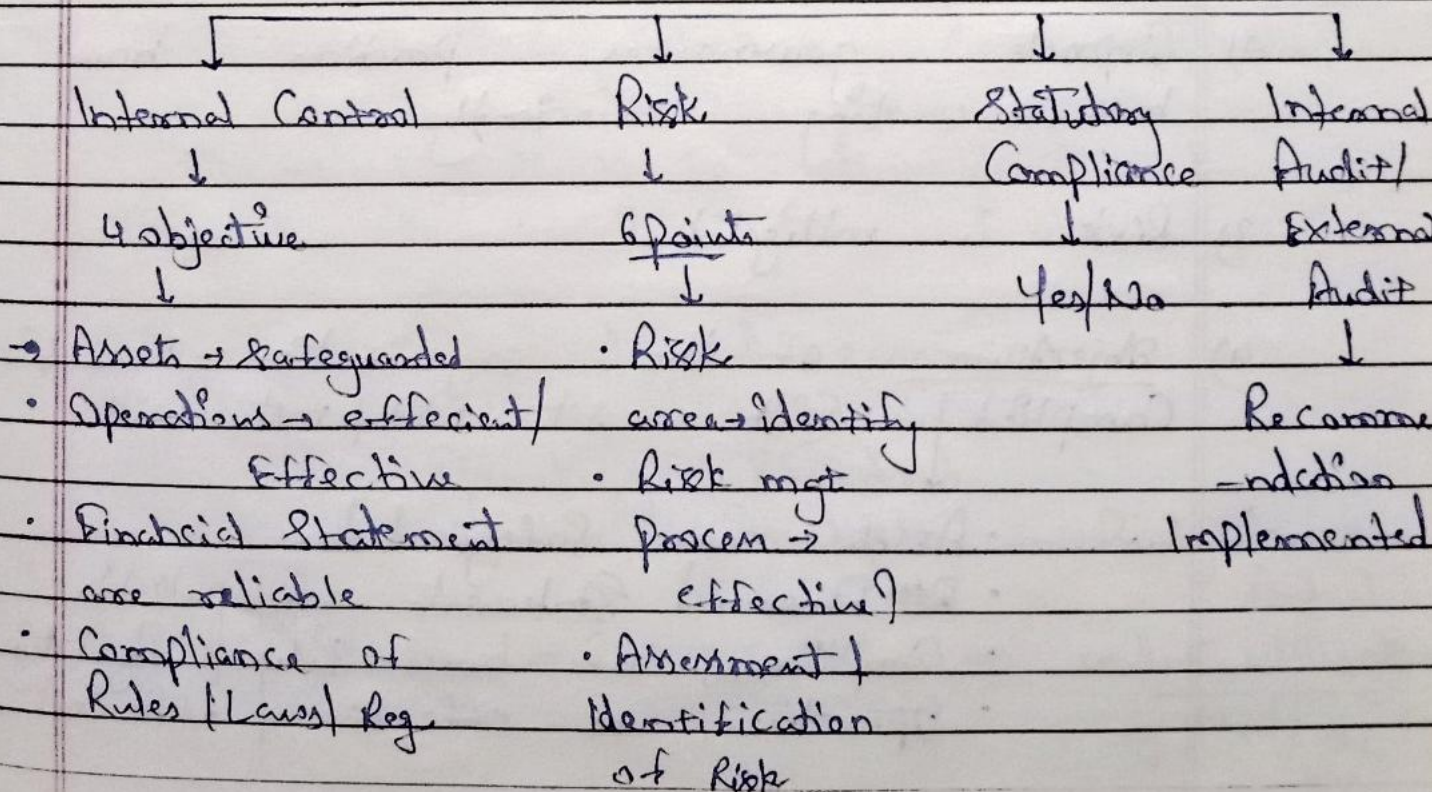 Internal Control Risk Statutory Internal
Compliance Audit/
4 objective 6 Points External
Yes/No Audit
→ Assets → Safeguarded · Risk
· Operations → effecient/ area → identify Recomme
Effective · Risk mgt -ndation
· Financial Statement Process → Implemented
are reliable effective?
· Compliance of · Assessment/
Rules/Laws/Reg. Identification
of Risk